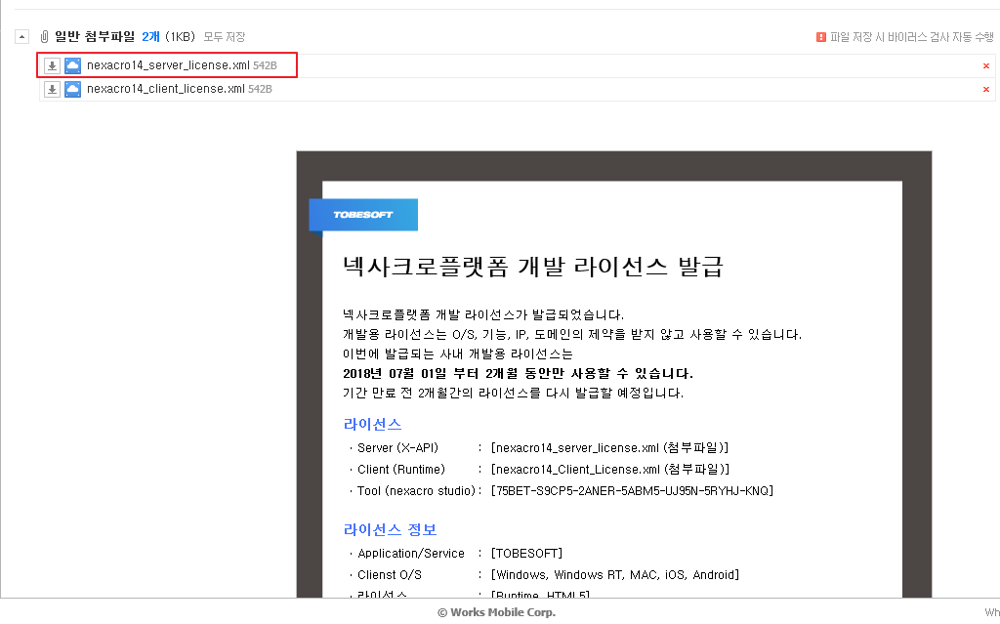 일반 첨부파일 2개 (1KB) 모두 저장
파일 저장 시 바이러스 검사 자동 수행
nexacro14_server_license.xml 542B
nexacro14_client_license.xml 542B
TOBESOFT
넥사크로플랫폼 개발 라이선스 발급
넥사크로플랫폼 개발 라이선스가 발급되었습니다.
개발용 라이선스는 O/S, 기능, IP, 도메인의 제약을 받지 않고 사용할 수 있습니다.
이번에 발급되는 사내 개발용 라이선스는
2018년 07월 01일 부터 2개월 동안만 사용할 수 있습니다.
기간 만료 전 2개월간의 라이선스를 다시 발급할 예정입니다.
라이선스
· Server (X-API) : [nexacro14_server_license.xml (첨부파일)]
· Client (Runtime) : [nexacro14_Client_License.xml (첨부파일)]
· Tool (nexacro studio) : [75BET-S9CP5-2ANER-5ABM5-UJ95N-5RYHJ-KNQ]
라이선스 정보
· Application/Service : [TOBESOFT]
· Clienst O/S : [Windows, Windows RT, MAC, iOS, Android]
· 라이선스 : [Runtime, HTML5]
© Works Mobile Corp.
Wh